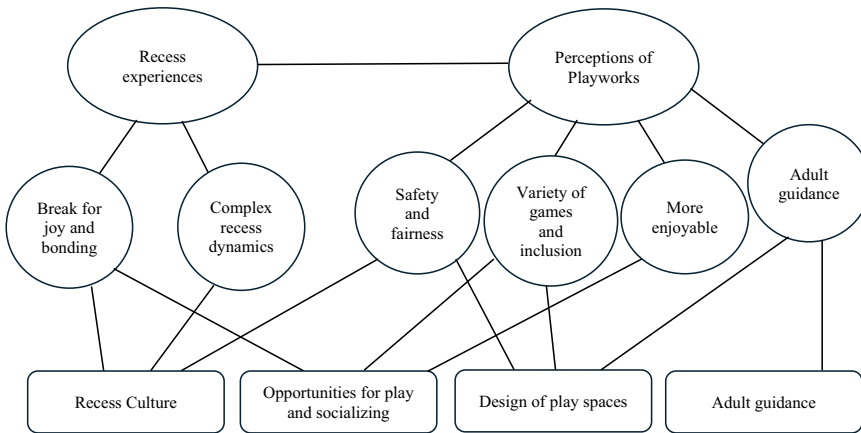 Recess
experiences
Perceptions of
Playworks
Break for
joy and
bonding
Complex
recess
dynamics
Safety
and
fairness
Variety of
games
and
inclusion
More
enjoyable
Adult
guidance
Recess Culture
Opportunities for play
and socializing
Design of play spaces
Adult guidance